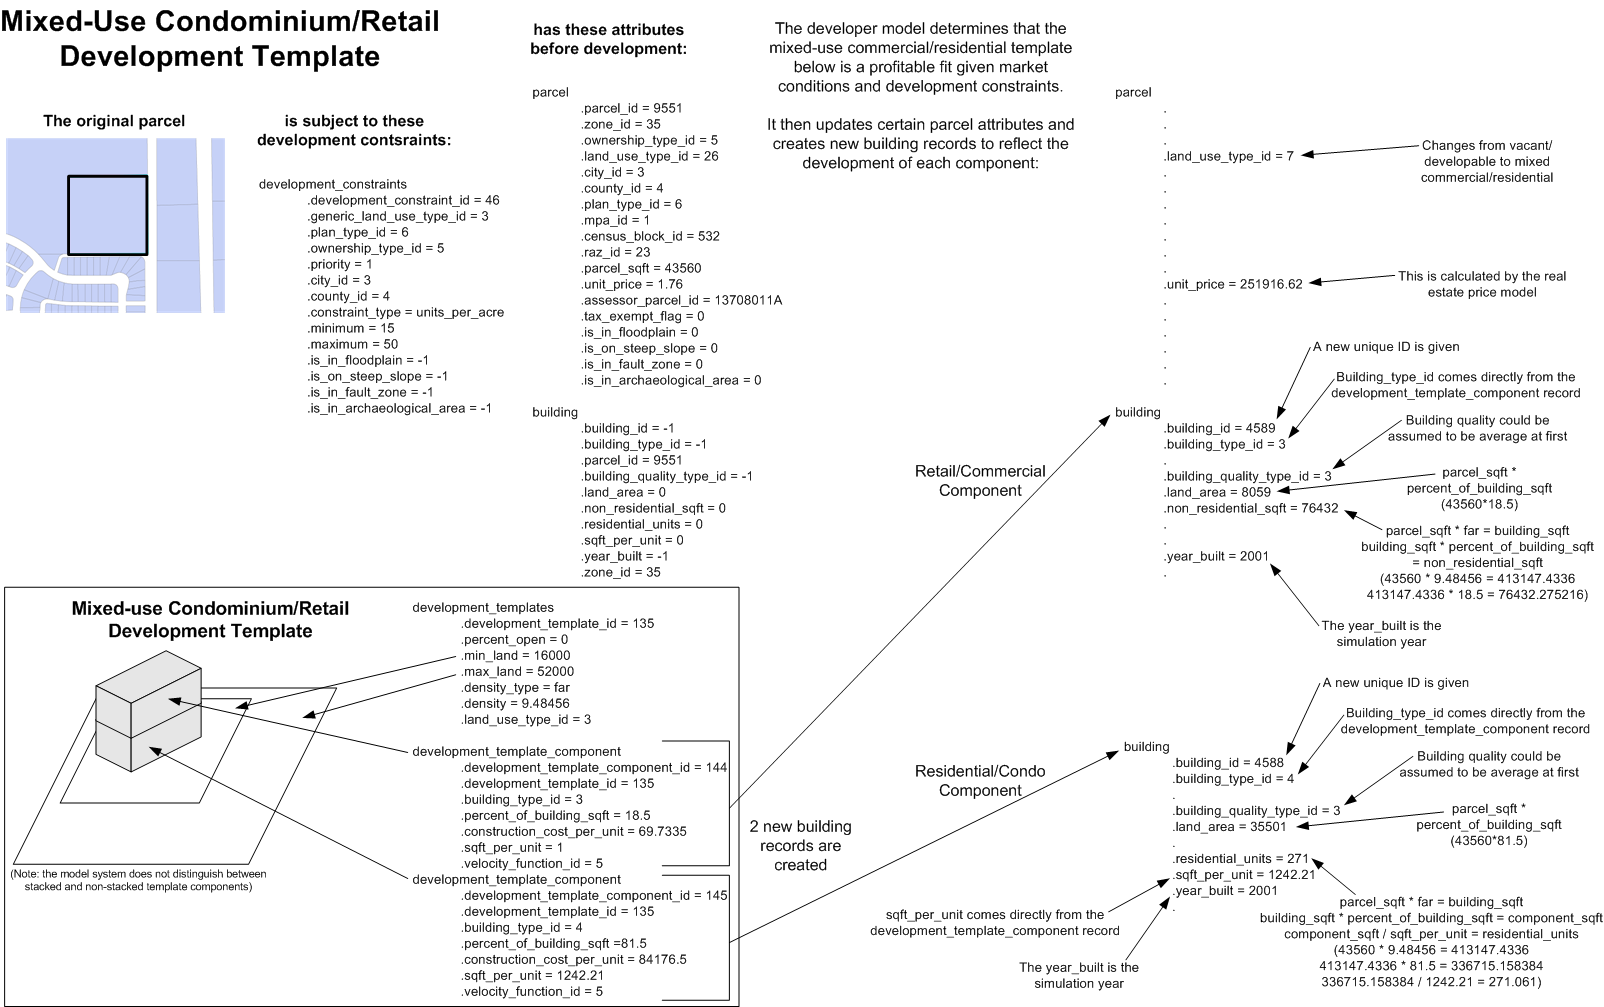 Mixed-Use Condominium/Retail
Development Template
The original parcel
is subject to these
development contsraints:
development_constraints
.development_constraint_id = 46
.generic_land_use_type_id = 3
.plan_type_id = 6
.ownership_type_id = 5
.priority = 1
.city_id = 3
.county_id = 4
.constraint_type = units_per_acre
.minimum = 15
.maximum = 50
.is_in_floodplain = -1
.is_on_steep_slope = -1
.is_in_fault_zone = -1
.is_in_archaeological_area = -1
has these attributes
before development:
parcel
.parcel_id = 9551
.zone_id = 35
.ownership_type_id = 5
.land_use_type_id = 26
.city_id = 3
.county_id = 4
.plan_type_id = 6
.mpa_id = 1
.census_block_id = 532
.raz_id = 23
.parcel_sqft = 43560
.unit_price = 1.76
.assessor_parcel_id = 13708011A
.tax_exempt_flag = 0
.is_in_floodplain = 0
.is_on_steep_slope = 0
.is_in_fault_zone = 0
.is_in_archaeological_area = 0
building
.building_id = -1
.building_type_id = -1
.parcel_id = 9551
.building_quality_type_id = -1
.land_area = 0
.non_residential_sqft = 0
.residential_units = 0
.sqft_per_unit = 0
.year_built = -1
.zone_id = 35
The developer model determines that the
mixed-use commercial/residential template
below is a profitable fit given market
conditions and development constraints.
It then updates certain parcel attributes and
creates new building records to reflect the
development of each component:
parcel
.
.
.
.land_use_type_id = 7
.
.
.
.
.
.
.
.unit_price = 251916.62
.
.
.
.
.
.
Changes from vacant/
developable to mixed
commercial/residential
This is calculated by the real
estate price model
building
.building_id = 4589
.building_type_id = 3
.
.building_quality_type_id = 3
.land_area = 8059
.non_residential_sqft = 76432
.
.
.year_built = 2001
.
A new unique ID is given
Building_type_id comes directly from the
development_template_component record
Building quality could be
assumed to be average at first
parcel_sqft *
percent_of_building_sqft
(43560*18.5)
parcel_sqft * far = building_sqft
building_sqft * percent_of_building_sqft
= non_residential_sqft
(43560 * 9.48456 = 413147.4336
413147.4336 * 18.5 = 76432.275216)
The year_built is the
simulation year
Retail/Commercial
Component
Mixed-use Condominium/Retail
Development Template
(Note: the model system does not distinguish between
stacked and non-stacked template components)
development_templates
.development_template_id = 135
.percent_open = 0
.min_land = 16000
.max_land = 52000
.density_type = far
.density = 9.48456
.land_use_type_id = 3
development_template_component
.development_template_component_id = 144
.development_template_id = 135
.building_type_id = 3
.percent_of_building_sqft = 18.5
.construction_cost_per_unit = 69.7335
.sqft_per_unit = 1
.velocity_function_id = 5
development_template_component
.development_template_component_id = 145
.development_template_id = 135
.building_type_id = 4
.percent_of_building_sqft =81.5
.construction_cost_per_unit = 84176.5
.sqft_per_unit = 1242.21
.velocity_function_id = 5
2 new building
records are
created
Residential/Condo
Component
building
.building_id = 4588
.building_type_id = 4
.
.building_quality_type_id = 3
.land_area = 35501
.
.residential_units = 271
.sqft_per_unit = 1242.21
.year_built = 2001
.
A new unique ID is given
Building_type_id comes directly from the
development_template_component record
Building quality could be
assumed to be average at first
parcel_sqft *
percent_of_building_sqft
(43560*81.5)
sqft_per_unit comes directly from the
development_template_component record
The year_built is the
simulation year
parcel_sqft * far = building_sqft
building_sqft * percent_of_building_sqft = component_sqft
component_sqft / sqft_per_unit = residential_units
(43560 * 9.48456 = 413147.4336
413147.4336 * 81.5 = 336715.158384
336715.158384 / 1242.21 = 271.061)